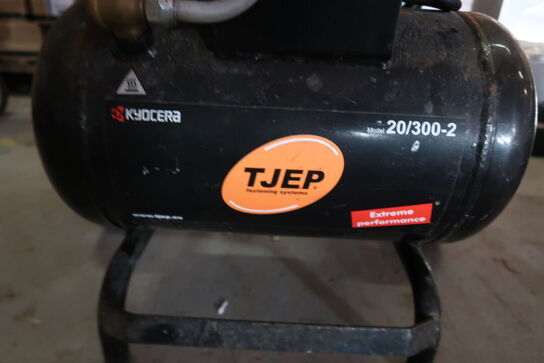 KYOCERA
Model 20/300-2
TJEP
fastening systems
www.tjep.eu
Extreme
performance